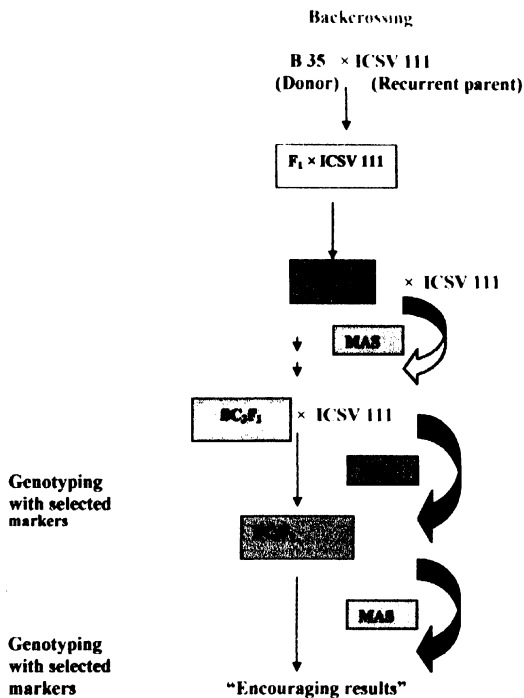 Backcrossing
B 35 × ICSV 111
(Donor) (Recurrent parent)
F₁ × ICSV 111
× ICSV 111
MAS
BC₃F₁ × ICSV 111
Genotyping
with selected
markers
MAS
Genotyping
with selected
markers
“Encouraging results”